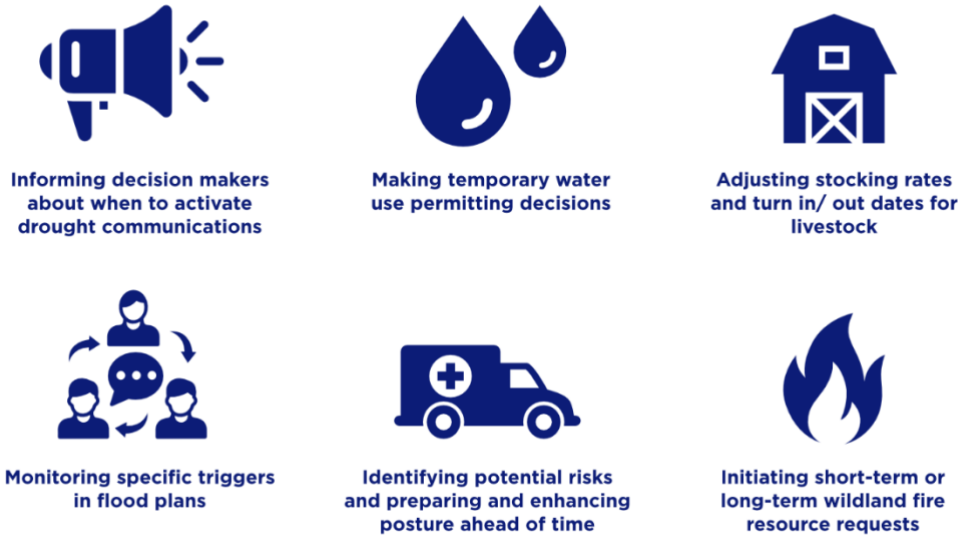 Informing decision makers
about when to activate
drought communications
Making temporary water
use permitting decisions
Adjusting stocking rates
and turn in/ out dates for
livestock
Monitoring specific triggers
in flood plans
Identifying potential risks
and preparing and enhancing
posture ahead of time
Initiating short-term or
long-term wildland fire
resource requests